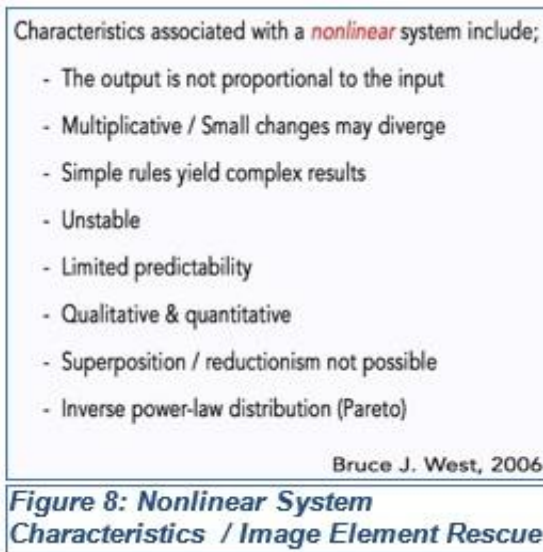 Characteristics associated with a nonlinear system include;
- The output is not proportional to the input
- Multiplicative / Small changes may diverge
- Simple rules yield complex results
- Unstable
- Limited predictability
- Qualitative & quantitative
- Superposition / reductionism not possible
- Inverse power-law distribution (Pareto)
Bruce J. West, 2006
Figure 8: Nonlinear System
Characteristics / Image Element Rescue